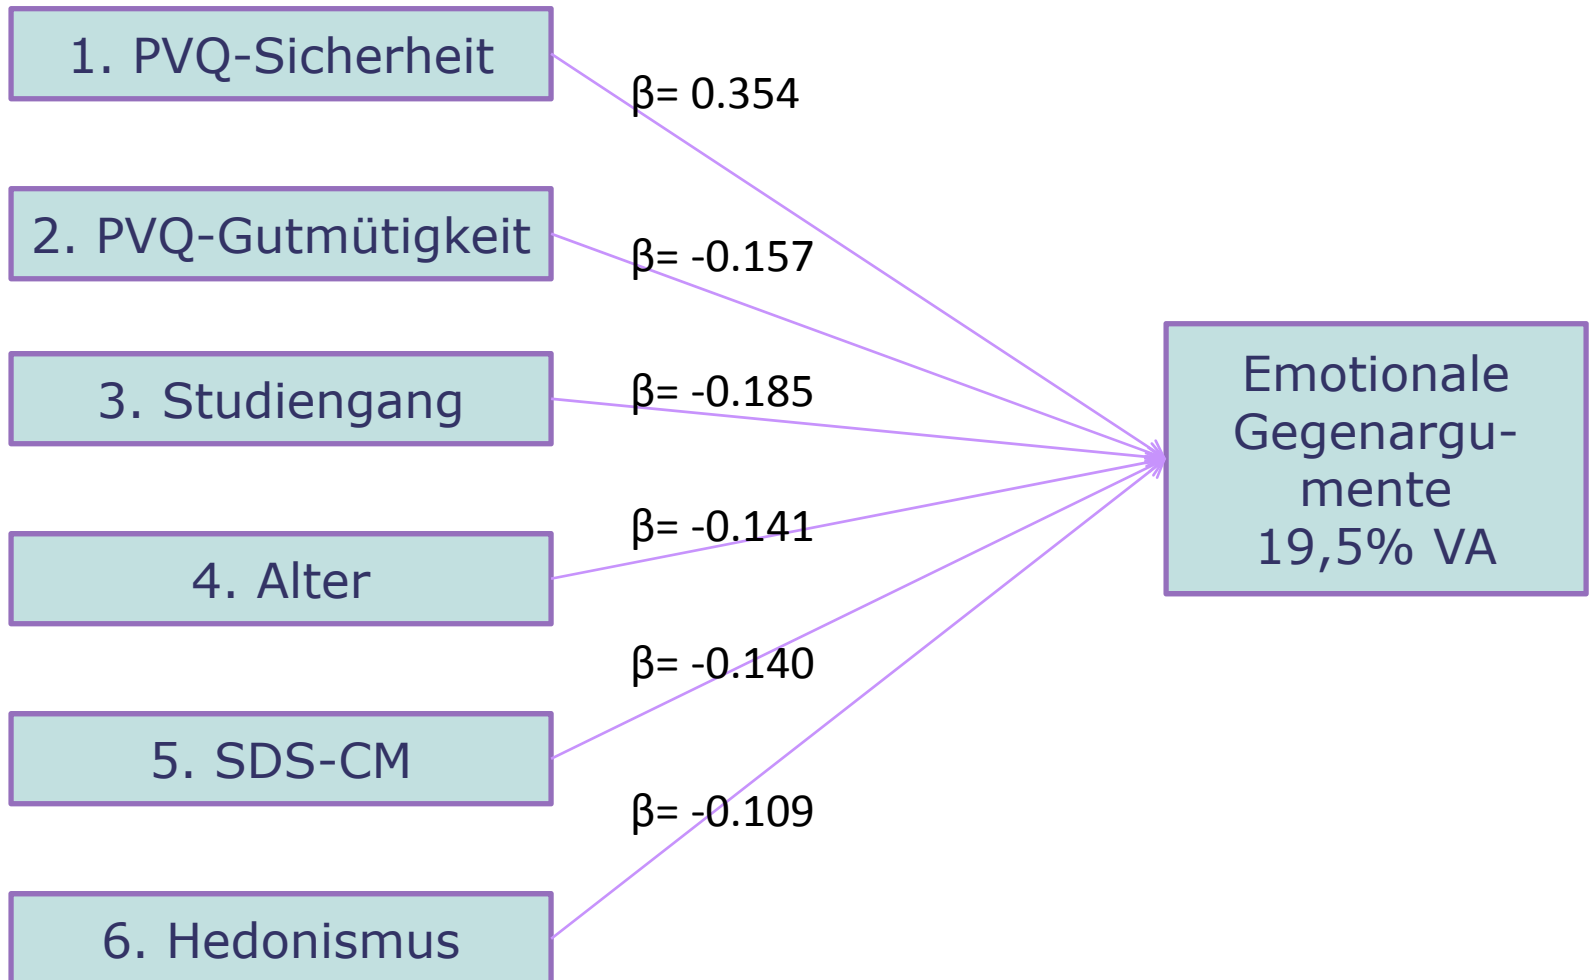 1. PVQ-Sicherheit
β= 0.354
2. PVQ-Gutmütigkeit
β= -0.157
3. Studiengang
β= -0.185
4. Alter
β= -0.141
5. SDS-CM
β= -0.140
6. Hedonismus
β= -0.109
Emotionale
Gegenargu-
mente
19,5% VA